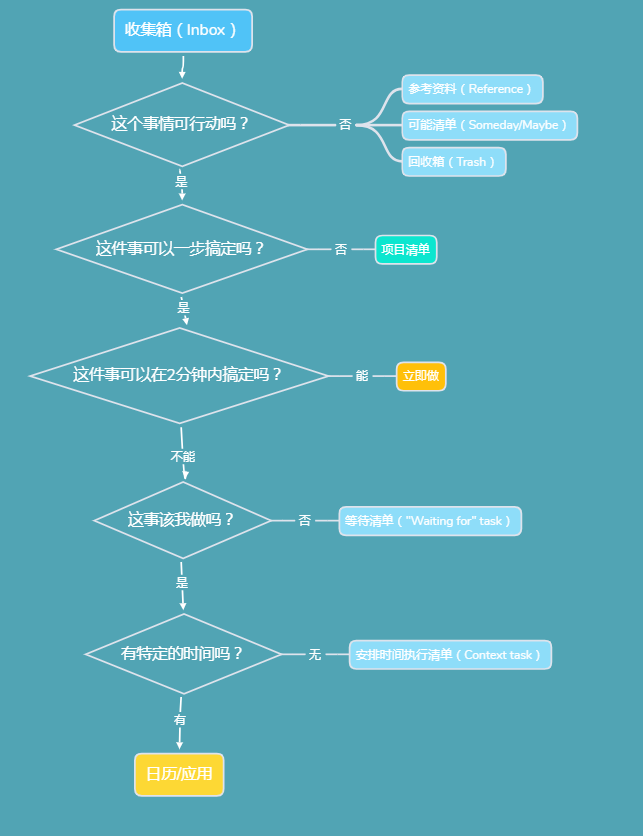 收集箱（Inbox）
这个事情可行动吗？
否
参考资料（Reference）
可能清单（Someday/Maybe）
回收箱（Trash）
是
这件事可以一步搞定吗？
否
项目清单
是
这件事可以在2分钟内搞定吗？
能
立即做
不能
这事该我做吗？
否
等待清单（"Waiting for" task）
是
有特定的时间吗？
无
安排时间执行清单（Context task）
有
日历/应用